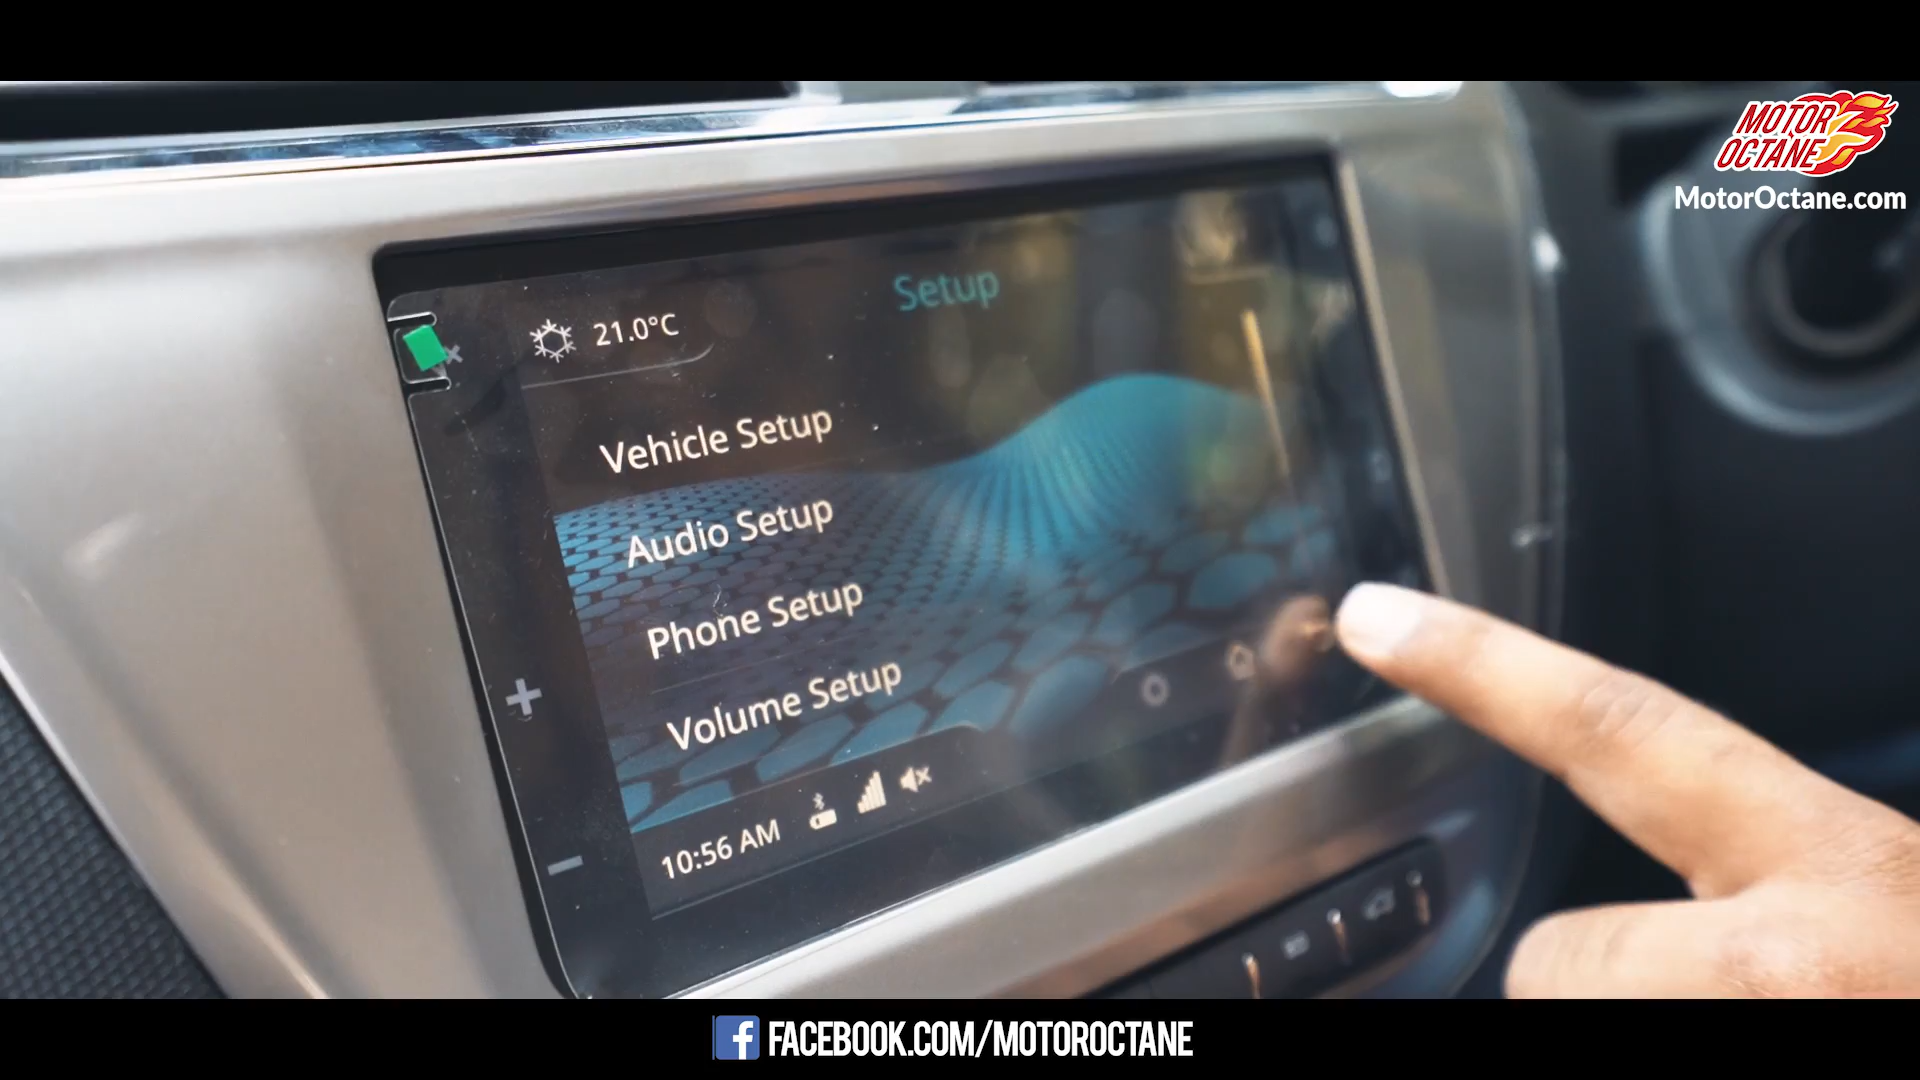 MOTOR
OCTANE
MotorOctane.com
Setup
21.0°C
Vehicle Setup
Audio Setup
Phone Setup
Volume Setup
10:56 AM
FACEBOOK.COM/MOTOROCTANE